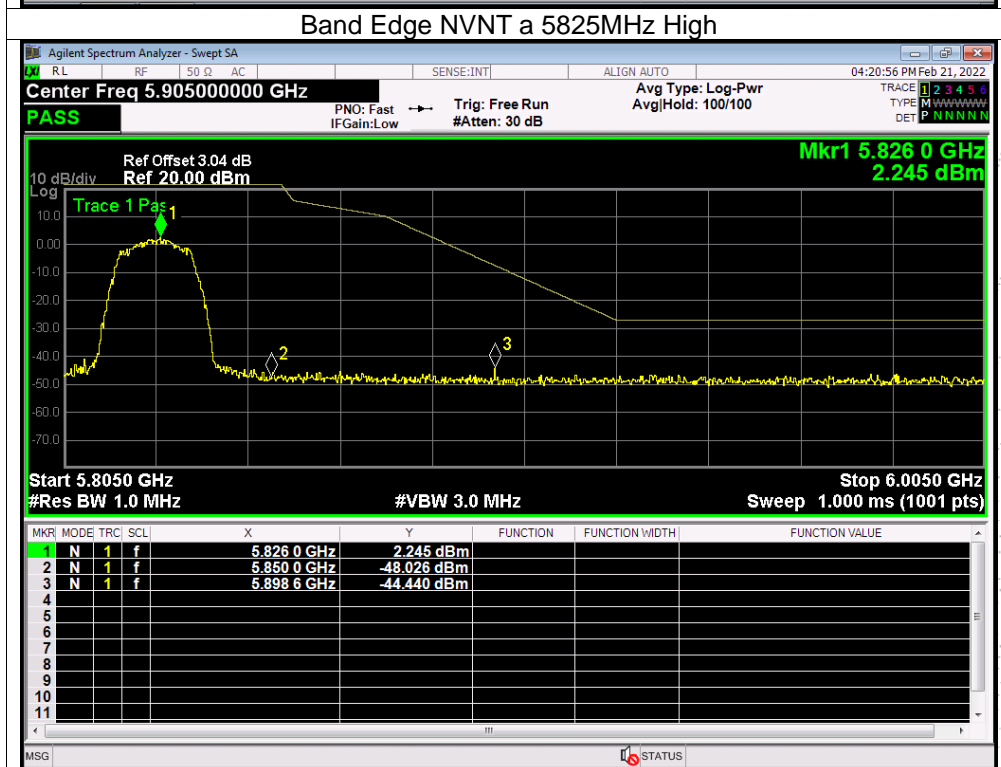 Band Edge NVNT a 5825MHz High
Agilent Spectrum Analyzer - Swept SA
LXI RL RF 50 Ω AC SENSE:INT ALIGN AUTO 04:20:56 PM Feb 21, 2022
Center Freq 5.905000000 GHz Avg Type: Log-Pwr TRACE 1 2 3 4 5 6
PNO: Fast Trig: Free Run Avg|Hold: 100/100 TYPE M WWWWW
PASS IFGain:Low #Atten: 30 dB DET P N N N N N
Mkr1 5.826 0 GHz
Ref Offset 3.04 dB
10 dB/div Ref 20.00 dBm 2.245 dBm
Log
Trace 1 Pas
1
10.0
0.00
-10.0
-20.0
-30.0
3
-40.0
2
-50.0
-60.0
-70.0
Start 5.8050 GHz Stop 6.0050 GHz
#Res BW 1.0 MHz #VBW 3.0 MHz Sweep 1.000 ms (1001 pts)
MKR MODE TRC SCL X Y FUNCTION FUNCTION WIDTH FUNCTION VALUE
1 N 1 f 5.826 0 GHz 2.245 dBm
2 N 1 f 5.850 0 GHz -48.026 dBm
3 N 1 f 5.898 6 GHz -44.440 dBm
4
5
6
7
8
9
10
11
MSG STATUS